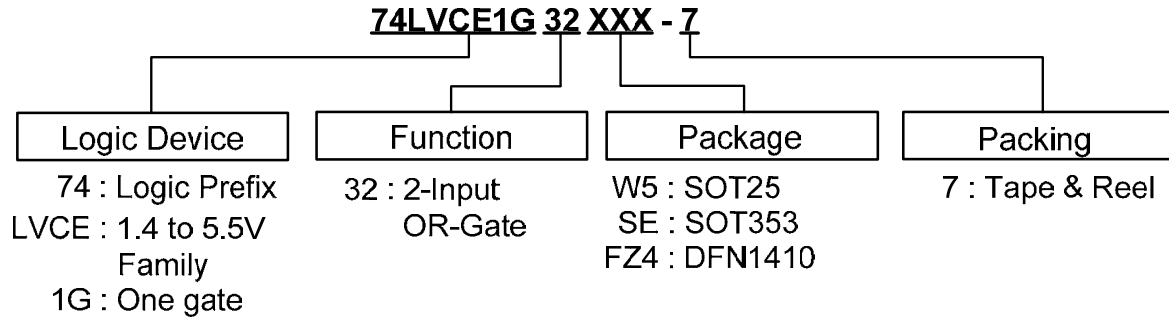 74LVCE1G 32 XXX - 7
Logic Device
74 : Logic Prefix
LVCE : 1.4 to 5.5V
Family
1G : One gate
Function
32 : 2-Input
OR-Gate
Package
W5 : SOT25
SE : SOT353
FZ4 : DFN1410
Packing
7 : Tape & Reel